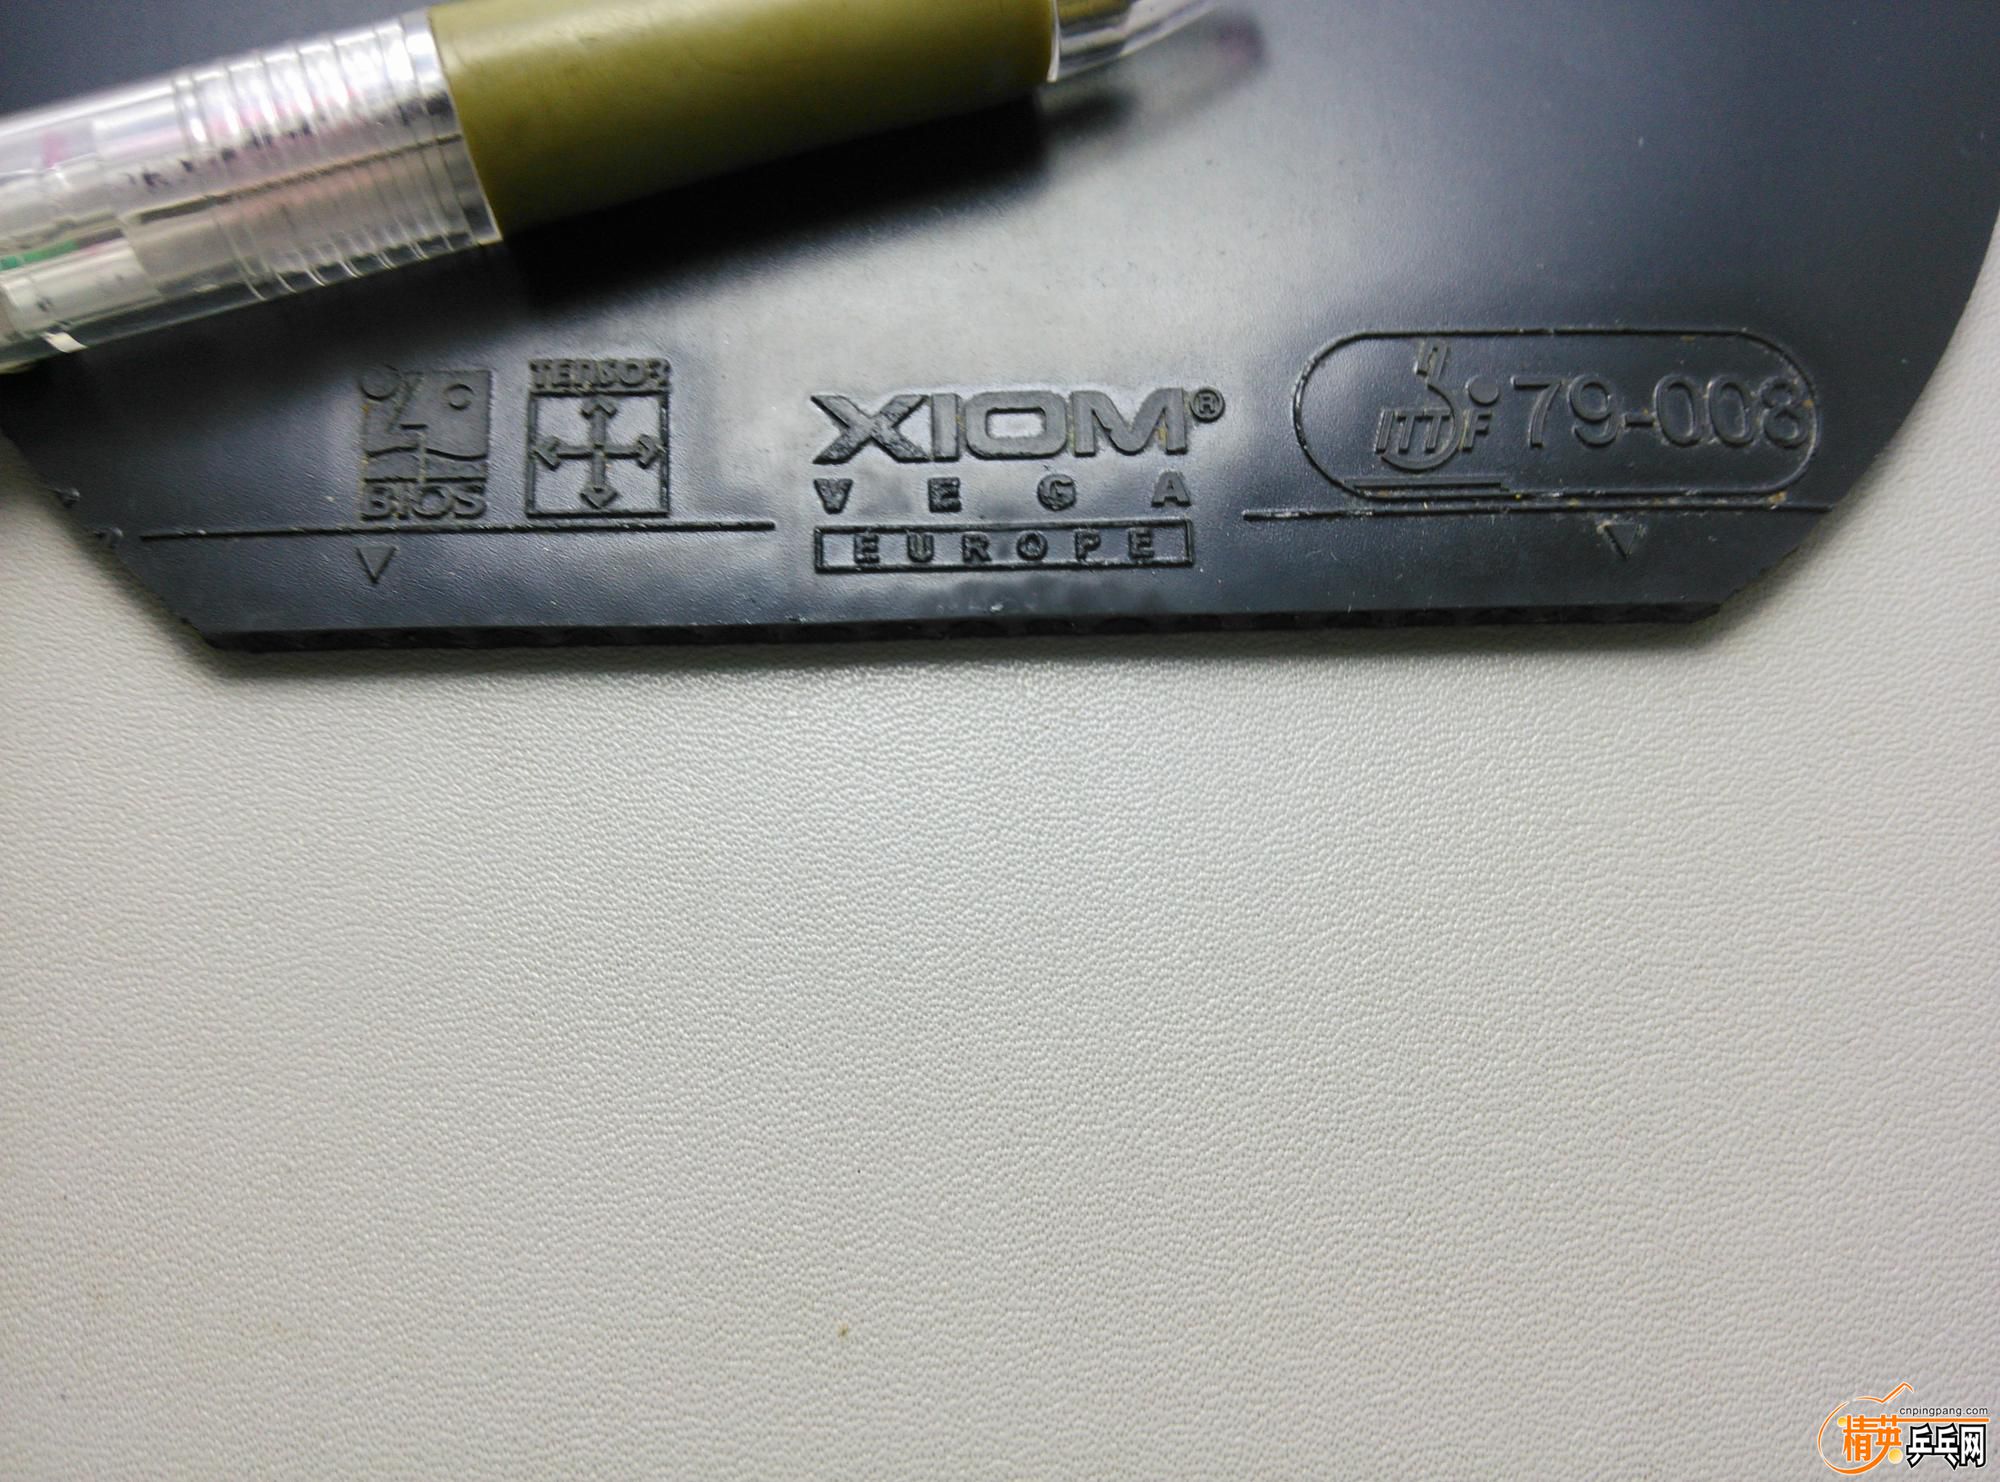 BIOS
TENSOR
XIOM®
VEGA
EUROPE
ITTF 79-008
cnpingpang.com
精英乒乓网